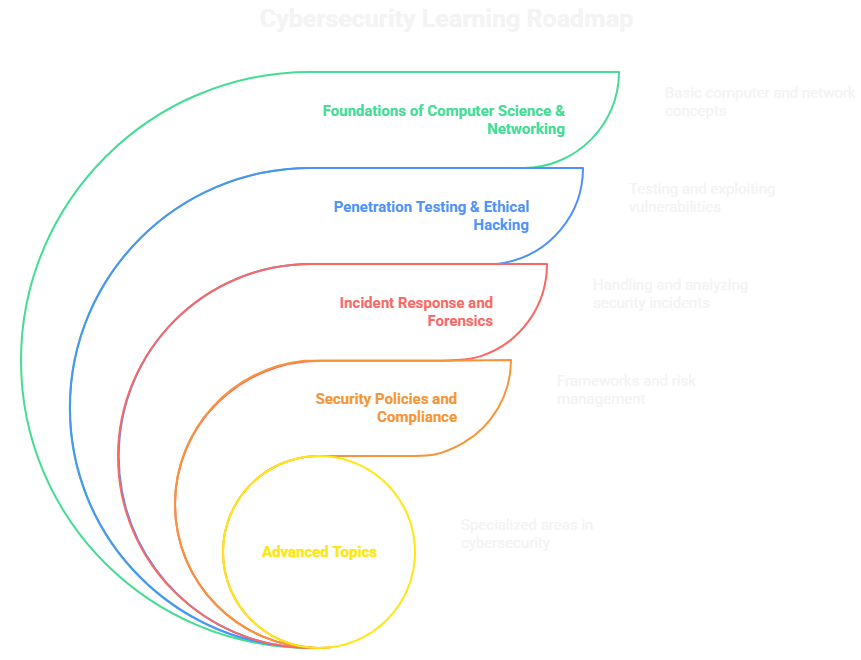 Cybersecurity Learning Roadmap
Foundations of Computer Science &
Networking
Basic computer and network
concepts
Penetration Testing & Ethical
Hacking
Testing and exploiting
vulnerabilities
Incident Response and
Forensics
Handling and analyzing
security incidents
Security Policies and
Compliance
Frameworks and risk
management
Advanced Topics
Specialized areas in
cybersecurity